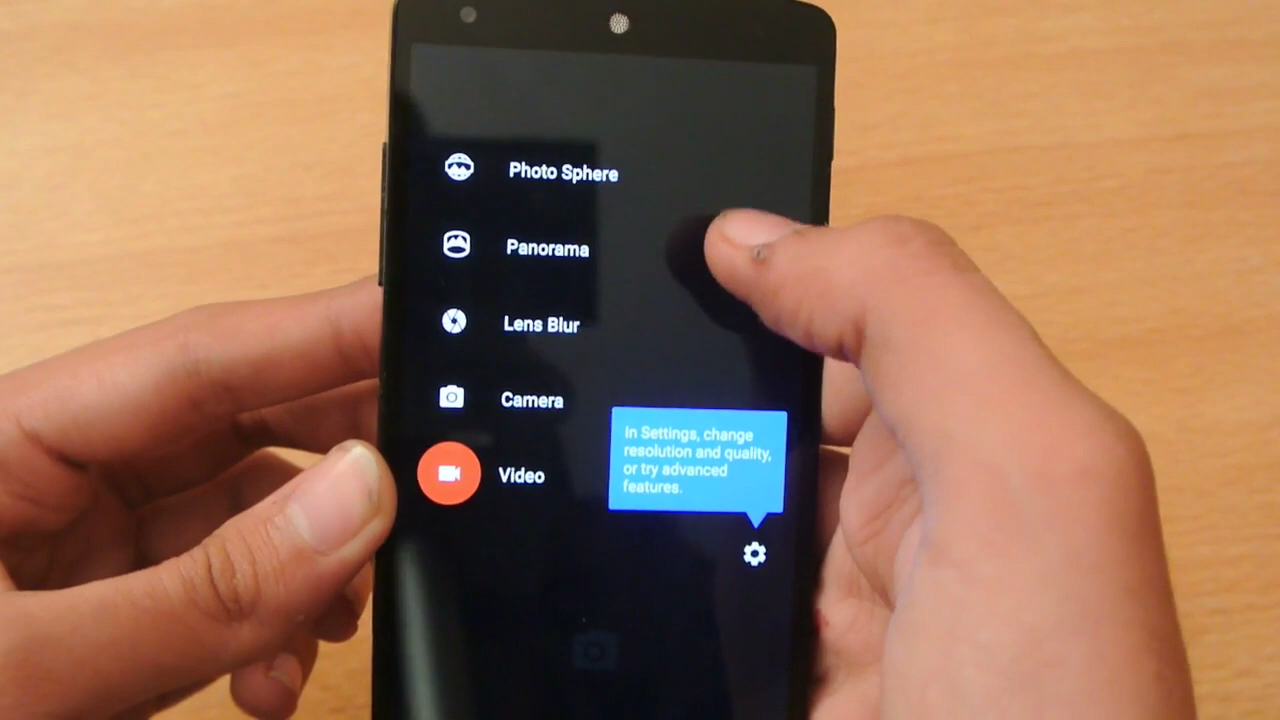 Photo Sphere
Panorama
Lens Blur
Camera
Video
In Settings, change
resolution and quality,
or try advanced
features.